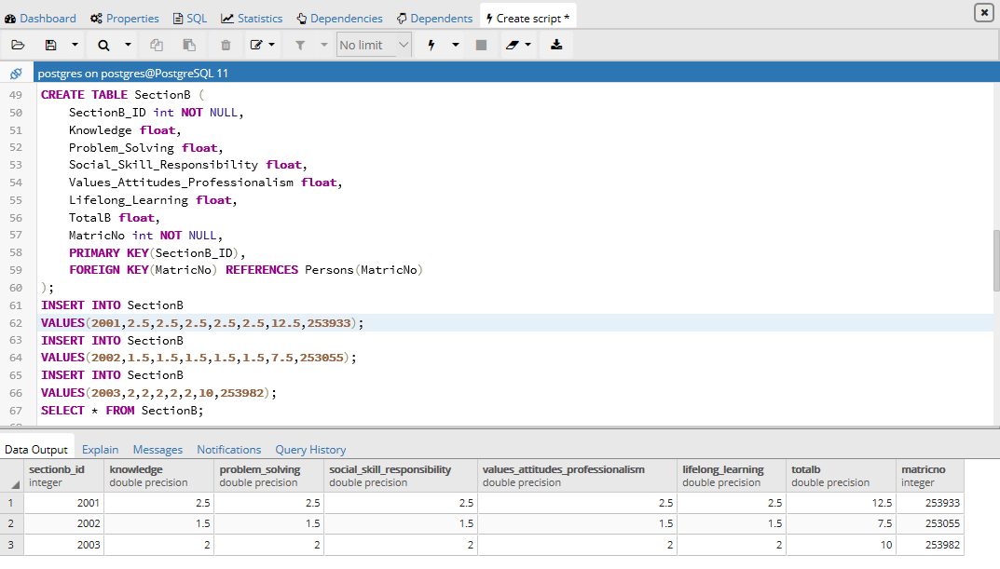 Dashboard Properties SQL Statistics Dependencies Dependents Create script *
No limit
postgres on postgres@PostgreSQL 11
49 CREATE TABLE SectionB (
50 SectionB_ID int NOT NULL,
51 Knowledge float,
52 Problem_Solving float,
53 Social_Skill_Responsibility float,
54 Values_Attitudes_Professionalism float,
55 Lifelong_Learning float,
56 TotalB float,
57 MatricNo int NOT NULL,
58 PRIMARY KEY(SectionB_ID),
59 FOREIGN KEY(MatricNo) REFERENCES Persons(MatricNo)
60 );
61 INSERT INTO SectionB
62 VALUES(2001,2.5,2.5,2.5,2.5,2.5,12.5,253933);
63 INSERT INTO SectionB
64 VALUES(2002,1.5,1.5,1.5,1.5,1.5,7.5,253055);
65 INSERT INTO SectionB
66 VALUES(2003,2,2,2,2,2,10,253982);
67 SELECT * FROM SectionB;
Data Output Explain Messages Notifications Query History
sectionb_id knowledge problem_solving social_skill_responsibility values_attitudes_professionalism lifelong_learning totalb matricno
integer double precision double precision double precision double precision double precision double precision integer
1 2001 2.5 2.5 2.5 2.5 2.5 12.5 253933
2 2002 1.5 1.5 1.5 1.5 1.5 7.5 253055
3 2003 2 2 2 2 2 10 253982